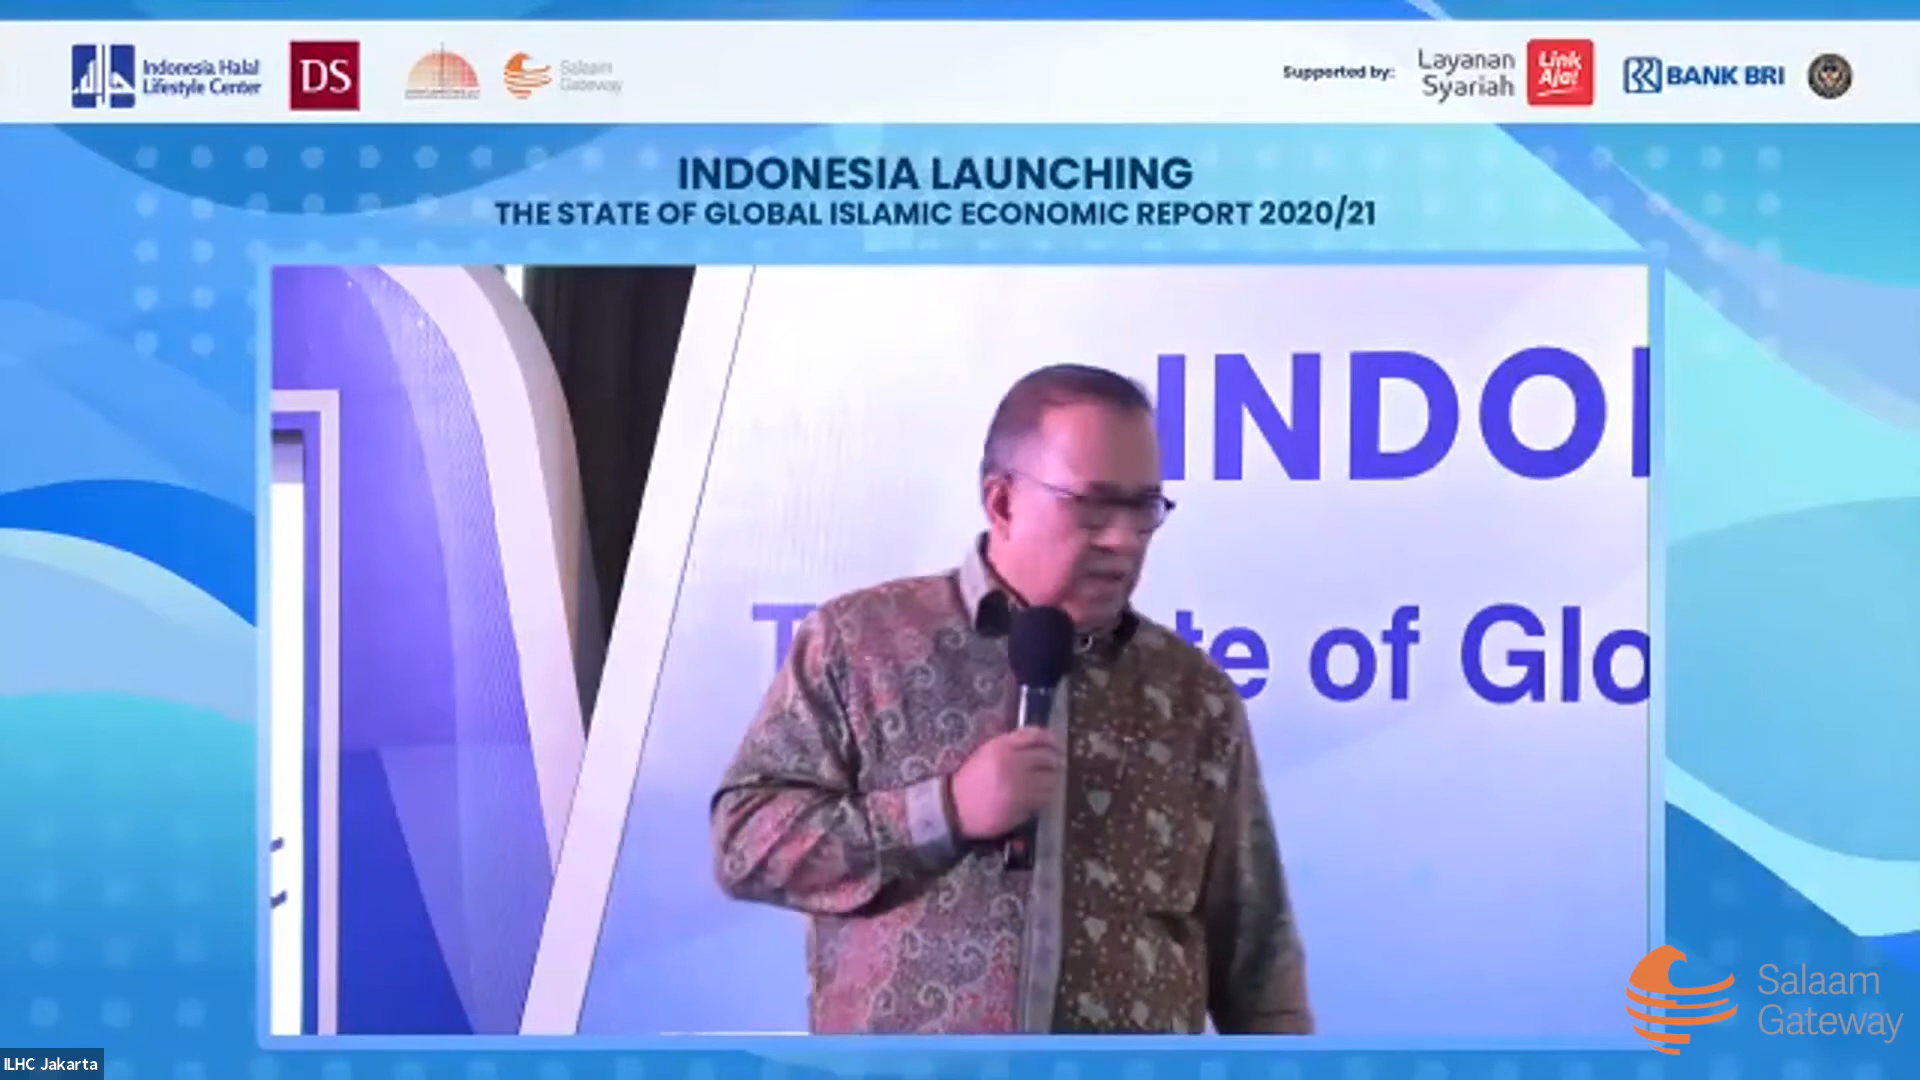 Indonesia Halal
Lifestyle Center
DS
Salaam
Gateway
Supported by:
Layanan
Syariah
Link
Aja!
BANK BRI
INDONESIA LAUNCHING
THE STATE OF GLOBAL ISLAMIC ECONOMIC REPORT 2020/21
INDO
te of Glo
Salaam
Gateway
ILHC Jakarta